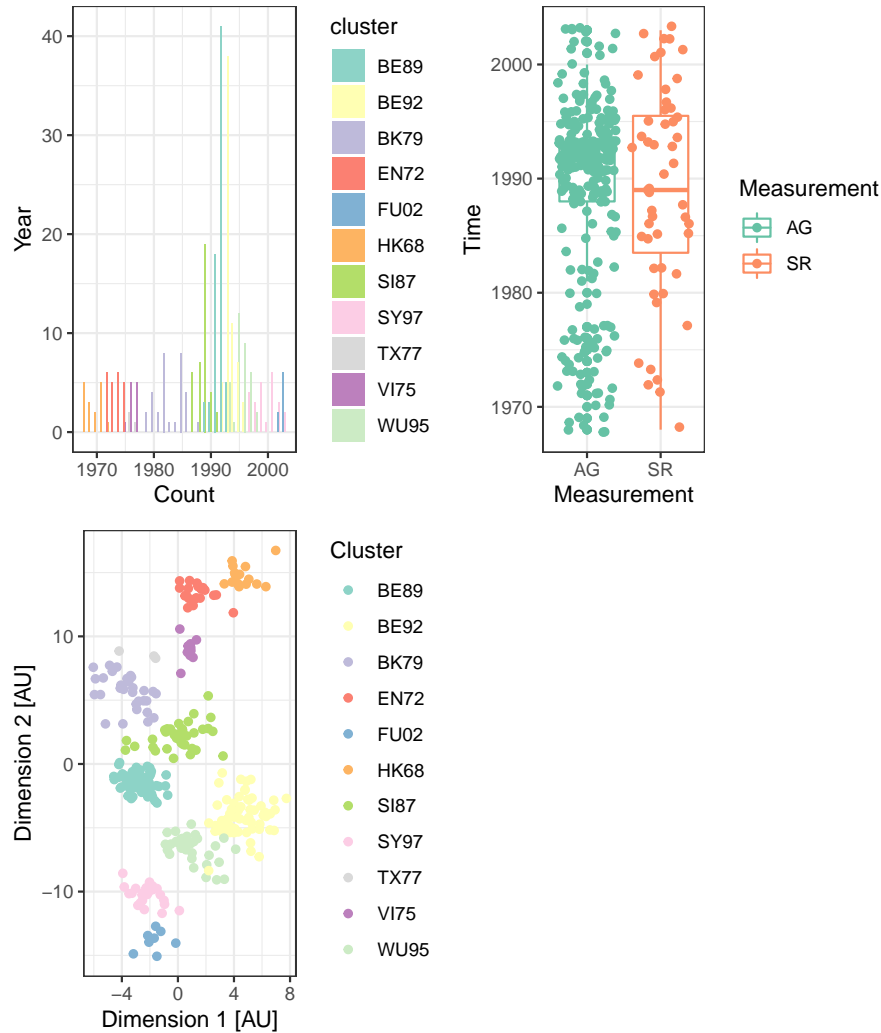 40
30
20
10
0
Year
1970 1980 1990 2000
Count
cluster
BE89
BE92
BK79
EN72
FU02
HK68
SI87
SY97
TX77
VI75
WU95
2000
1990
1980
1970
Time
AG SR
Measurement
Measurement
AG
SR
10
0
−10
Dimension 2 [AU]
−4 0 4 8
Dimension 1 [AU]
Cluster
BE89
BE92
BK79
EN72
FU02
HK68
SI87
SY97
TX77
VI75
WU95